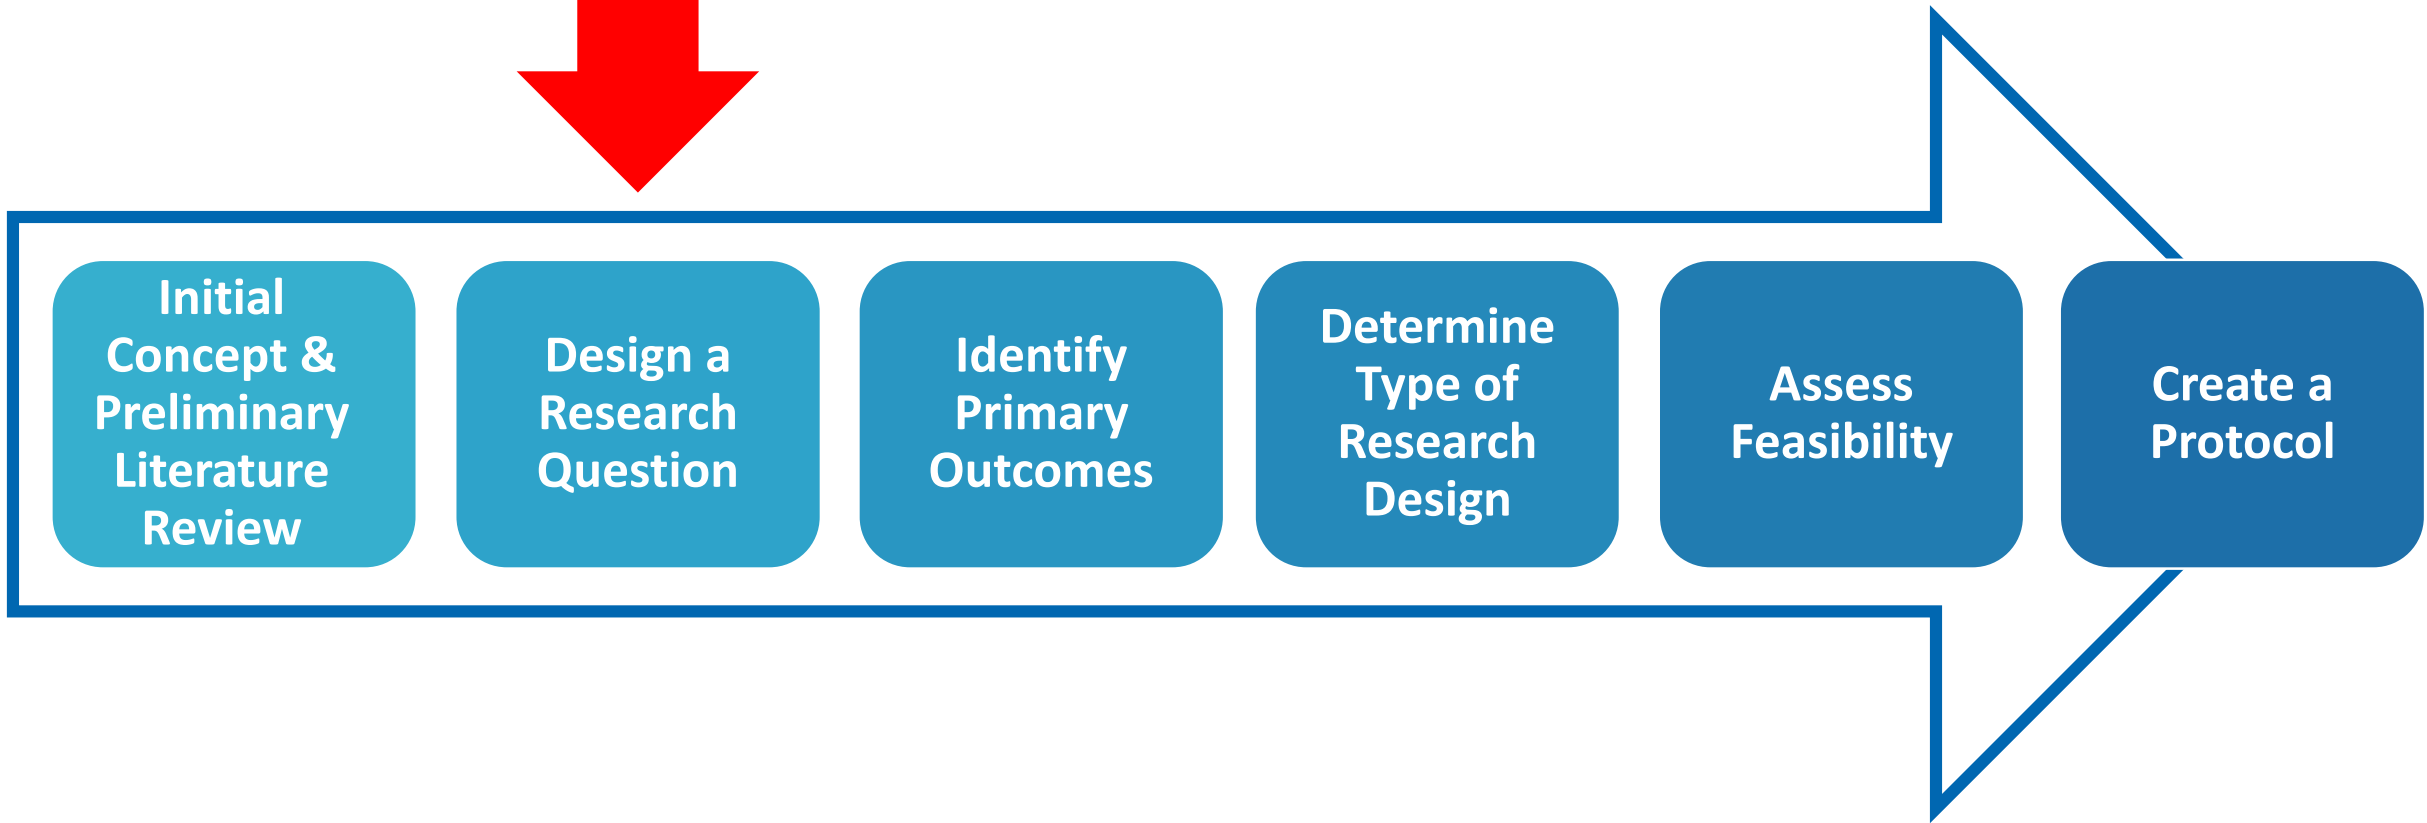 Initial
Concept &
Preliminary
Literature
Review
Design a
Research
Question
Identify
Primary
Outcomes
Determine
Type of
Research
Design
Assess
Feasibility
Create a
Protocol